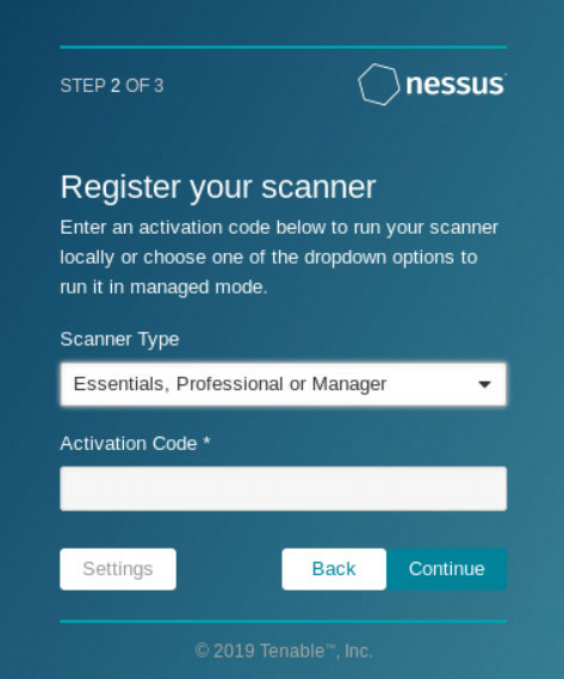 STEP 2 OF 3
nessus
Register your scanner
Enter an activation code below to run your scanner
locally or choose one of the dropdown options to
run it in managed mode.
Scanner Type
Essentials, Professional or Manager
Activation Code *
Settings
Back
Continue
© 2019 Tenable™, Inc.